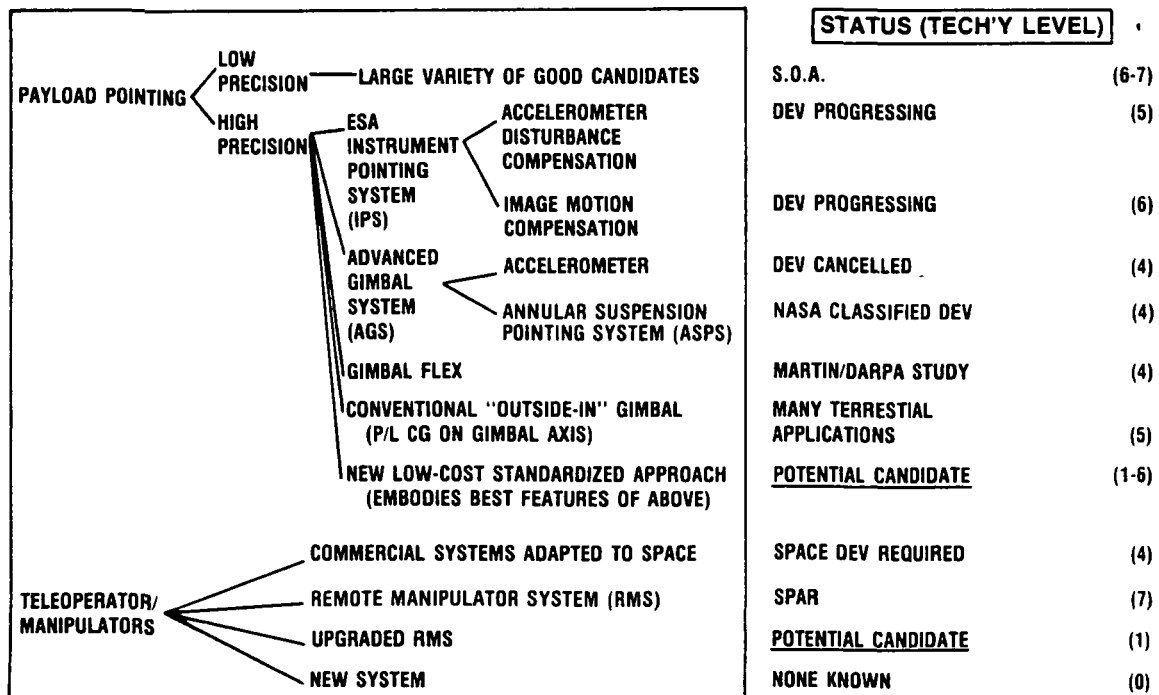 STATUS (TECH'Y LEVEL)
PAYLOAD POINTING
LOW
PRECISION
LARGE VARIETY OF GOOD CANDIDATES
S.O.A. (6-7)
HIGH
PRECISION
ESA
INSTRUMENT
POINTING
SYSTEM
(IPS)
ACCELEROMETER
DISTURBANCE
COMPENSATION
DEV PROGRESSING (5)
IMAGE MOTION
COMPENSATION
DEV PROGRESSING (6)
ADVANCED
GIMBAL
SYSTEM
(AGS)
ACCELEROMETER
DEV CANCELLED (4)
ANNULAR SUSPENSION
POINTING SYSTEM (ASPS)
NASA CLASSIFIED DEV (4)
GIMBAL FLEX
MARTIN/DARPA STUDY (4)
CONVENTIONAL "OUTSIDE-IN" GIMBAL
(P/L CG ON GIMBAL AXIS)
MANY TERRESTIAL
APPLICATIONS (5)
NEW LOW-COST STANDARDIZED APPROACH
(EMBODIES BEST FEATURES OF ABOVE)
POTENTIAL CANDIDATE (1-6)
TELEOPERATOR/
MANIPULATORS
COMMERCIAL SYSTEMS ADAPTED TO SPACE
SPACE DEV REQUIRED (4)
REMOTE MANIPULATOR SYSTEM (RMS)
SPAR (7)
UPGRADED RMS
POTENTIAL CANDIDATE (1)
NEW SYSTEM
NONE KNOWN (0)